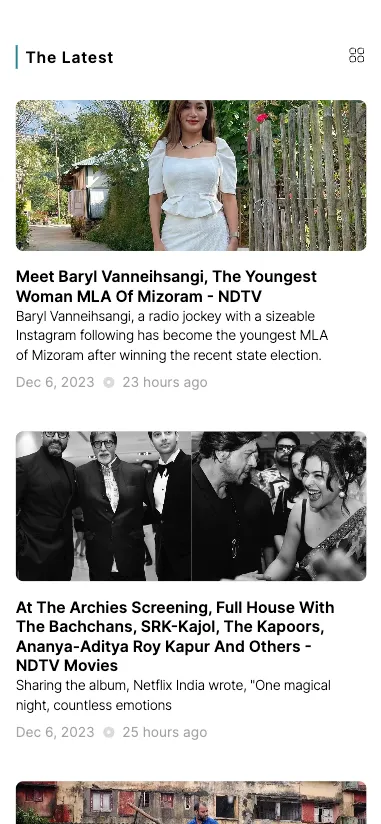 The Latest
Meet Baryl Vanneihsangi, The Youngest
Woman MLA Of Mizoram - NDTV
Baryl Vanneihsangi, a radio jockey with a sizeable
Instagram following has become the youngest MLA
of Mizoram after winning the recent state election.
Dec 6, 2023 23 hours ago
At The Archies Screening, Full House With
The Bachchans, SRK-Kajol, The Kapoors,
Ananya-Aditya Roy Kapur And Others -
NDTV Movies
Sharing the album, Netflix India wrote, "One magical
night, countless emotions
Dec 6, 2023 25 hours ago